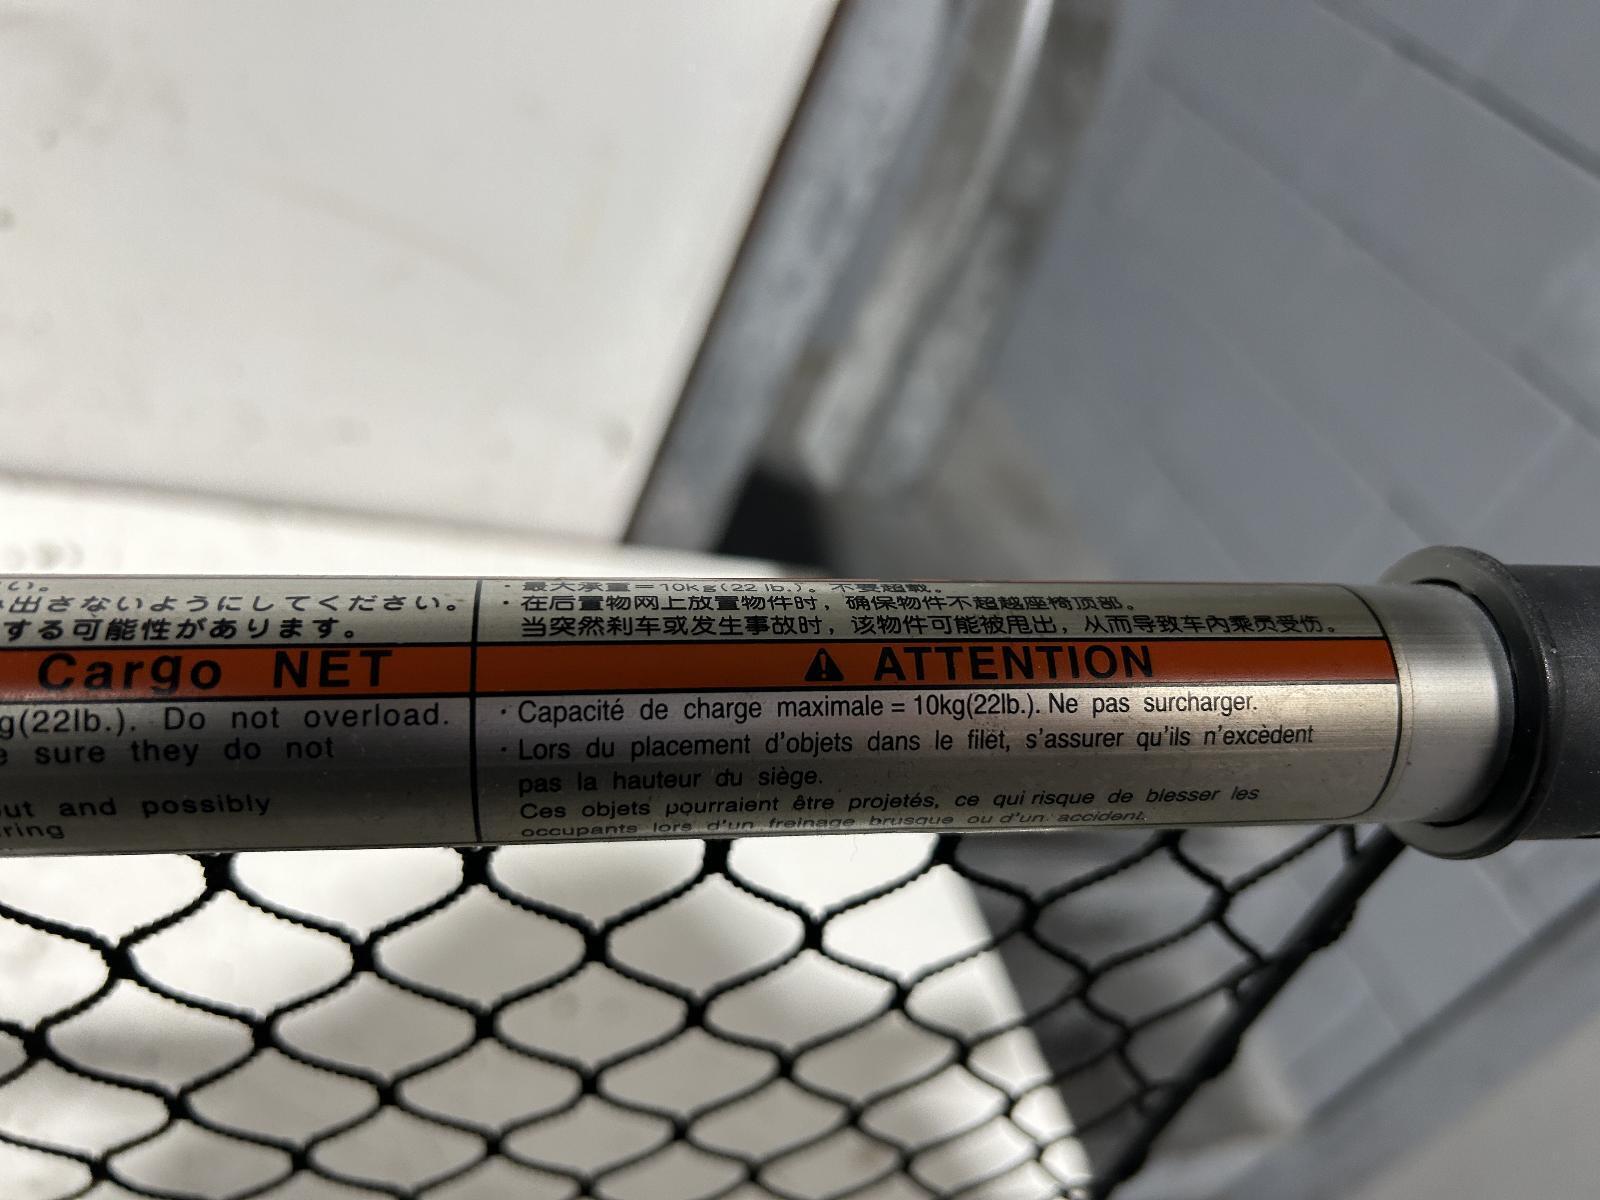 い。
出さないようにしてください。
する可能性があります。
・最大承重=10kg(22 lb.)。不要超载。
・在后置物网上放置物件时，确保物件不超越座椅顶部。
当突然刹车或发生事故时，该物件可能被甩出，从而导致车内乘员受伤。
Cargo NET
⚠ ATTENTION
g(22lb.). Do not overload.
sure they do not
and possibly
・Capacité de charge maximale = 10kg(22lb.). Ne pas surcharger.
・Lors du placement d'objets dans le filet, s'assurer qu'ils n'excèdent
pas la hauteur du siège.
Ces objets pourraient être projetés, ce qui risque de blesser les
occupants lors d'un freinage brusque ou d'un accident.